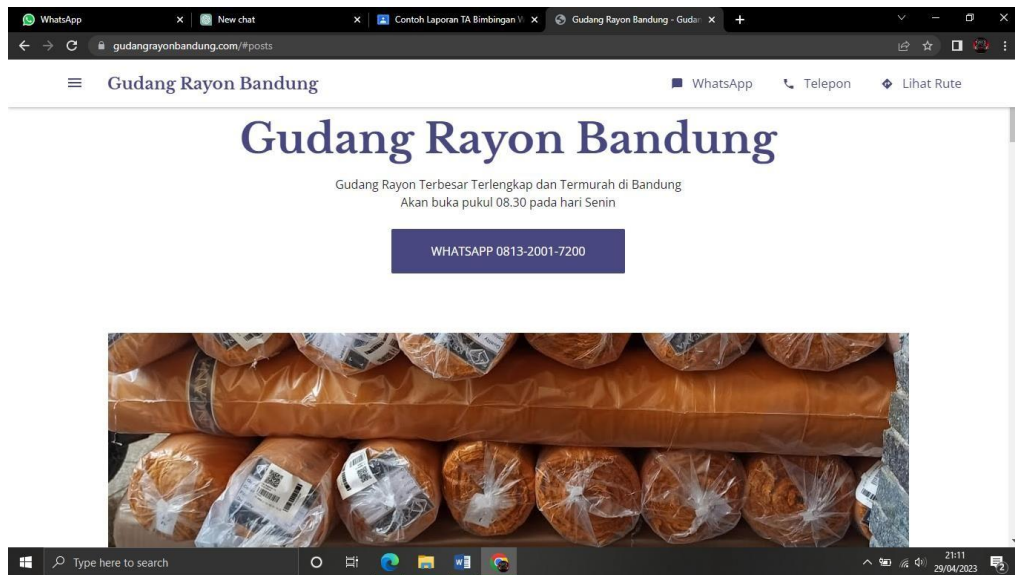 WhatsApp
New chat
Contoh Laporan TA Bimbingan W
Gudang Rayon Bandung - Gudan
gudangrayonbandung.com/#posts
Gudang Rayon Bandung
WhatsApp
Telepon
Lihat Rute
Gudang Rayon Bandung
Gudang Rayon Terbesar Terlengkap dan Termurah di Bandung
Akan buka pukul 08.30 pada hari Senin
WHATSAPP 0813-2001-7200
Type here to search
21:11
29/04/2023
2